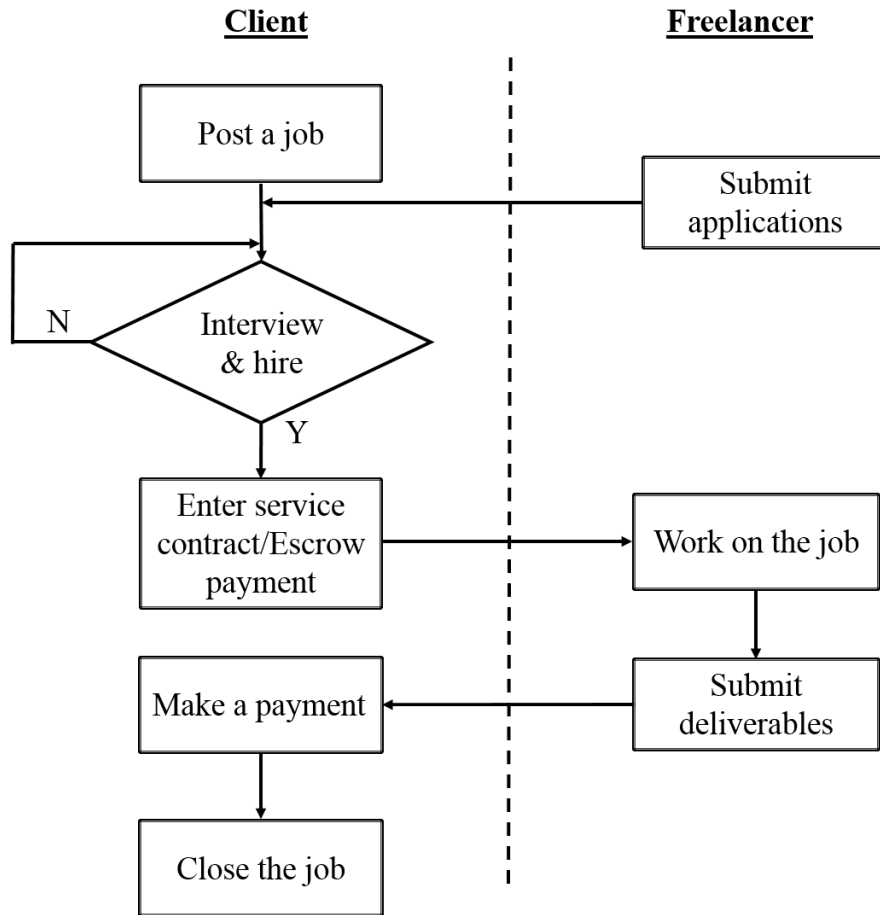 Client
Freelancer
Post a job
Submit
applications
Interview
& hire
N
Y
Enter service
contract/Escrow
payment
Work on the job
Make a payment
Submit
deliverables
Close the job